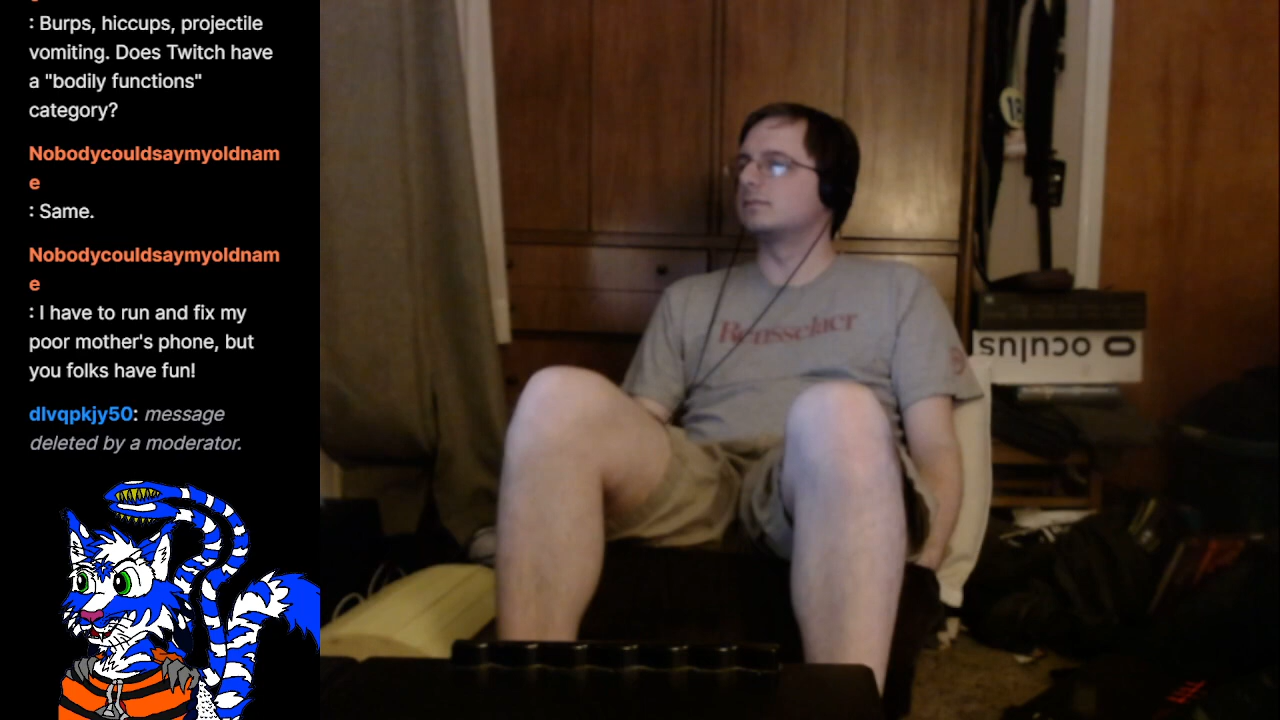 : Burps, hiccups, projectile
vomiting. Does Twitch have
a "bodily functions"
category?
Nobodycouldsaymyoldnam
e
: Same.
Nobodycouldsaymyoldnam
e
: I have to run and fix my
poor mother's phone, but
you folks have fun!
dlvqpkjy50: message
deleted by a moderator.
Rensselaer
oculus
18